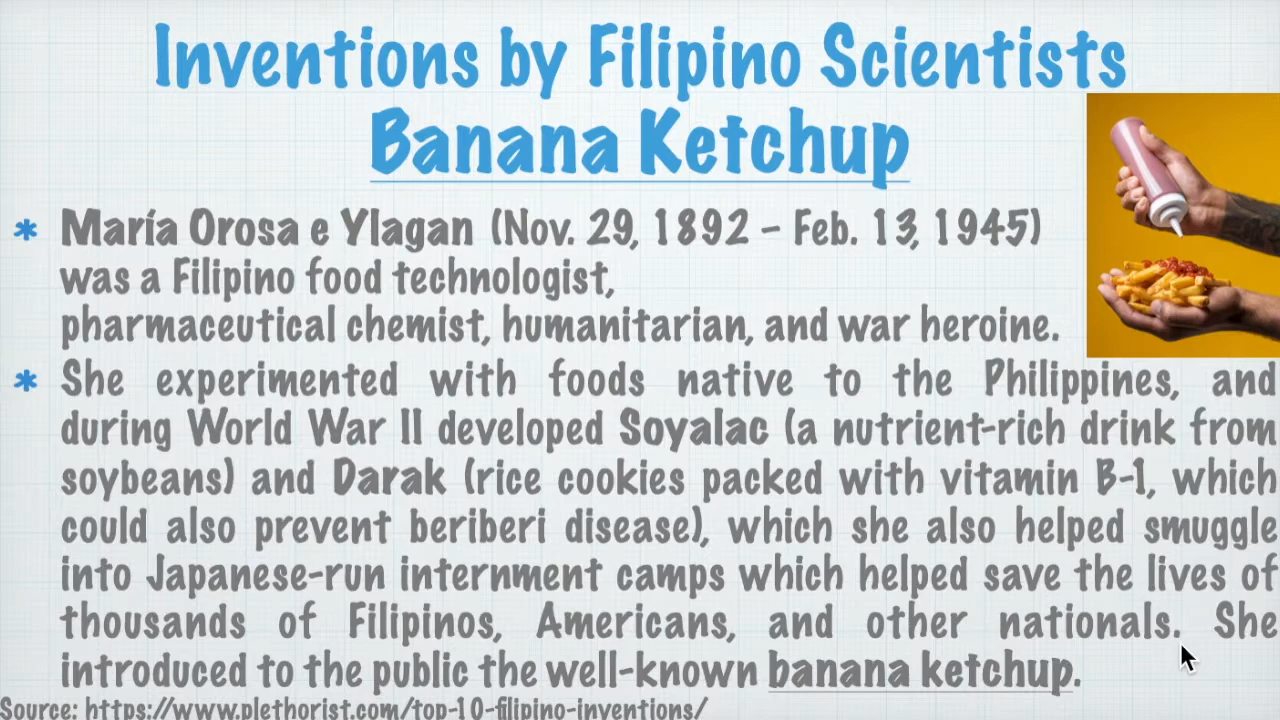 Inventions by Filipino Scientists
Banana Ketchup
* María Orosa e Ylagan (Nov. 29, 1892 – Feb. 13, 1945)
was a Filipino food technologist,
pharmaceutical chemist, humanitarian, and war heroine.
* She experimented with foods native to the Philippines, and
during World War II developed Soyalac (a nutrient-rich drink from
soybeans) and Darak (rice cookies packed with vitamin B-1, which
could also prevent beriberi disease), which she also helped smuggle
into Japanese-run internment camps which helped save the lives of
thousands of Filipinos, Americans, and other nationals. She
introduced to the public the well-known banana ketchup.
Source: https://www.plethorist.com/top-10-filipino-inventions/